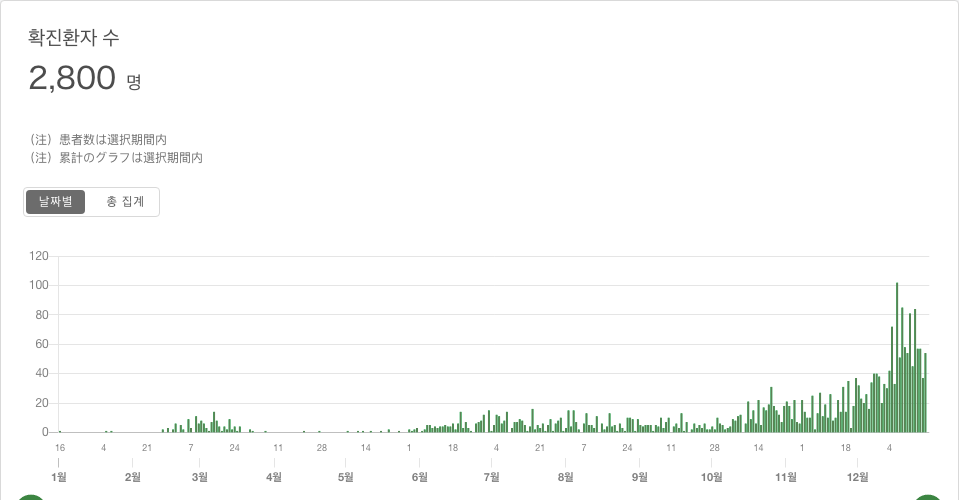 확진환자 수
2,800 명
（注）患者数は選択期間内
（注）累計のグラフは選択期間内
날짜별 총 집계
120
100
80
60
40
20
0
16 4 21 7 24 11 28 14 1 18 4 21 7 24 11 28 14 1 18 4
1월 2월 3월 4월 5월 6월 7월 8월 9월 10월 11월 12월